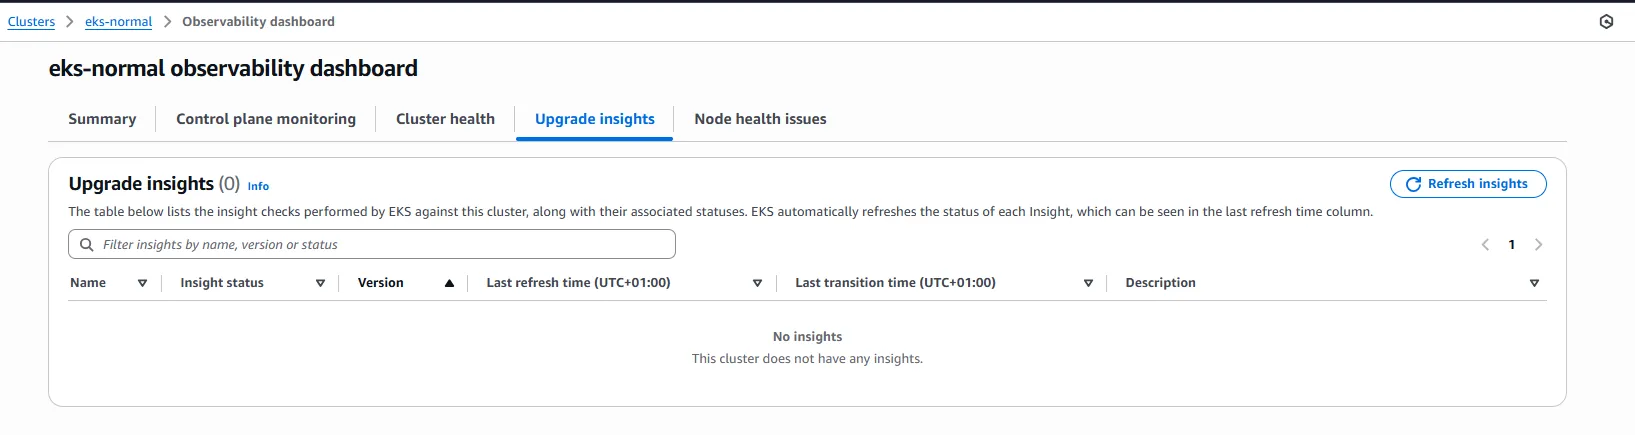 Clusters > eks-normal > Observability dashboard
eks-normal observability dashboard
Summary Control plane monitoring Cluster health Upgrade insights Node health issues
Upgrade insights (0) Info Refresh insights
The table below lists the insight checks performed by EKS against this cluster, along with their associated statuses. EKS automatically refreshes the status of each Insight, which can be seen in the last refresh time column.
Filter insights by name, version or status 1
Name Insight status Version Last refresh time (UTC+01:00) Last transition time (UTC+01:00) Description
No insights
This cluster does not have any insights.